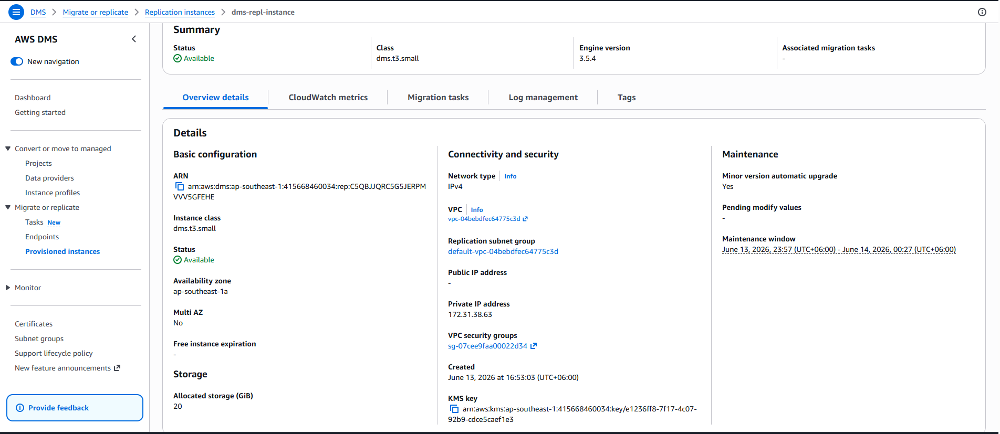 DMS > Migrate or replicate > Replication instances > dms-repl-instance
AWS DMS
New navigation
Dashboard
Getting started
Convert or move to managed
Projects
Data providers
Instance profiles
Migrate or replicate
Tasks New
Endpoints
Provisioned instances
Monitor
Certificates
Subnet groups
Support lifecycle policy
New feature announcements
Provide feedback
Summary
Status
Available
Class
dms.t3.small
Engine version
3.5.4
Associated migration tasks
-
Overview details
CloudWatch metrics
Migration tasks
Log management
Tags
Details
Basic configuration
ARN
arn:aws:dms:ap-southeast-1:415668460034:rep:C5QBJJQRC5G5JERPM
VVV5GFEHE
Instance class
dms.t3.small
Status
Available
Availability zone
ap-southeast-1a
Multi AZ
No
Free instance expiration
-
Storage
Allocated storage (GiB)
20
Connectivity and security
Network type Info
IPv4
VPC Info
vpc-04bebdfec64775c3d
Replication subnet group
default-vpc-04bebdfec64775c3d
Public IP address
-
Private IP address
172.31.38.63
VPC security groups
sg-07cee9faa00022d34
Created
June 13, 2026 at 16:53:03 (UTC+06:00)
KMS key
arn:aws:kms:ap-southeast-1:415668460034:key/e1236ff8-7f17-4c07-
92b9-cdce5caef1e3
Maintenance
Minor version automatic upgrade
Yes
Pending modify values
-
Maintenance window
June 13, 2026, 23:57 (UTC+06:00) - June 14, 2026, 00:27 (UTC+06:00)